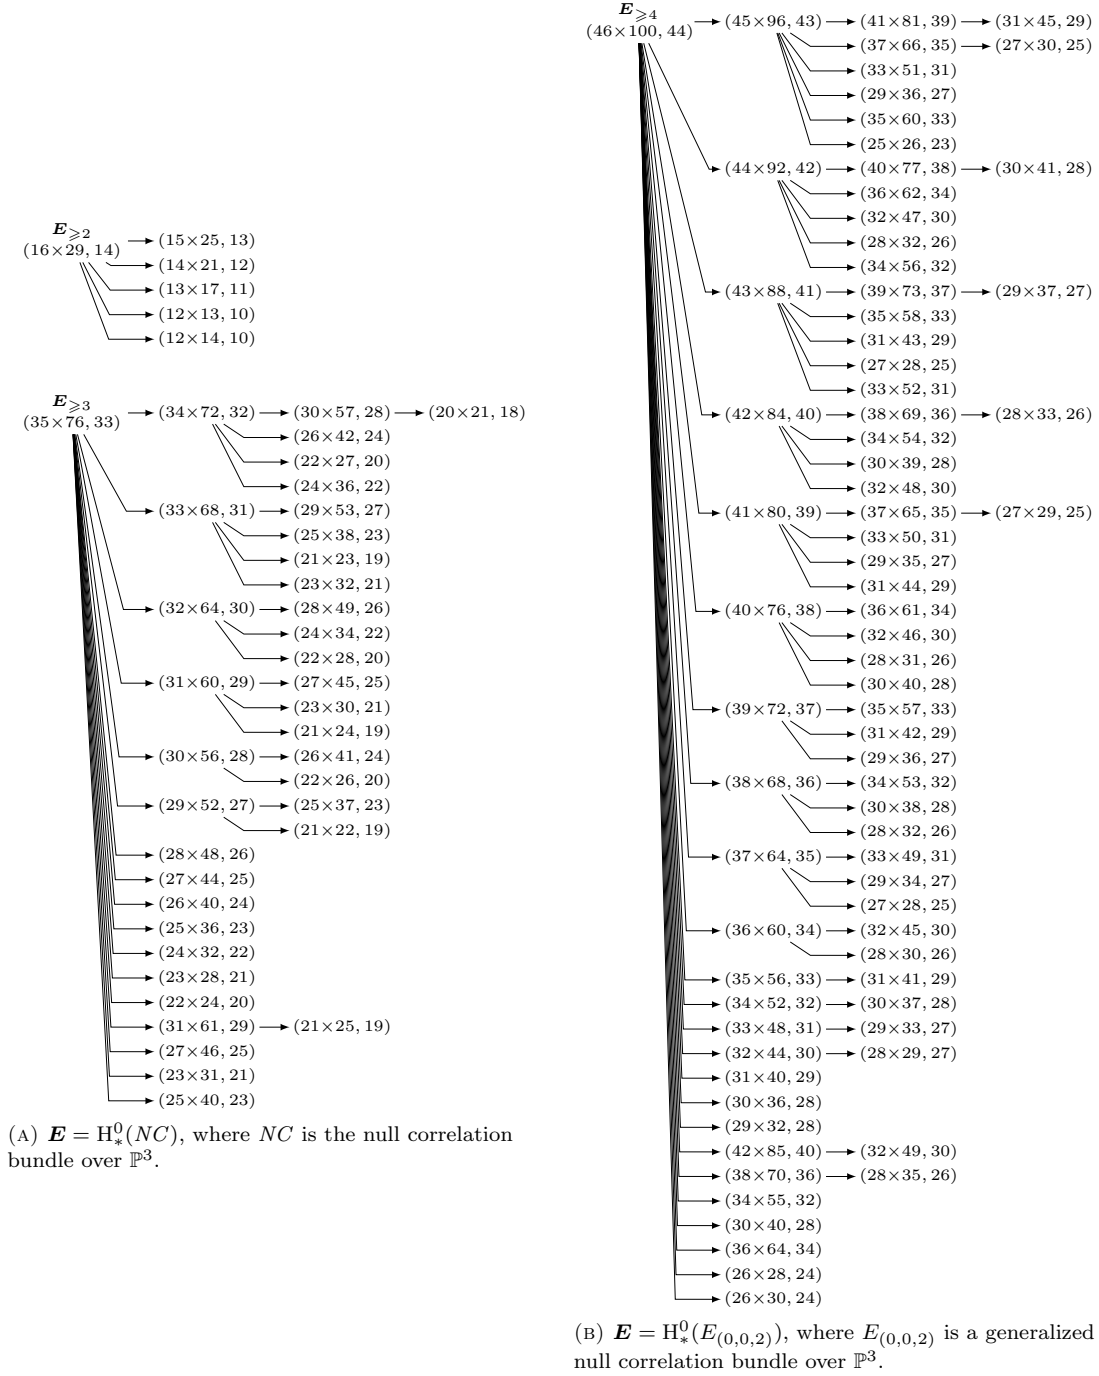 E⩾2
(16×29, 14)
(15×25, 13)
(14×21, 12)
(13×17, 11)
(12×13, 10)
(12×14, 10)
E⩾3
(35×76, 33)
(34×72, 32) (30×57, 28) (20×21, 18)
(26×42, 24)
(22×27, 20)
(24×36, 22)
(33×68, 31) (29×53, 27)
(25×38, 23)
(21×23, 19)
(23×32, 21)
(32×64, 30) (28×49, 26)
(24×34, 22)
(22×28, 20)
(31×60, 29) (27×45, 25)
(23×30, 21)
(21×24, 19)
(30×56, 28) (26×41, 24)
(22×26, 20)
(29×52, 27) (25×37, 23)
(21×22, 19)
(28×48, 26)
(27×44, 25)
(26×40, 24)
(25×36, 23)
(24×32, 22)
(23×28, 21)
(22×24, 20)
(31×61, 29) (21×25, 19)
(27×46, 25)
(23×31, 21)
(25×40, 23)
(A) E = H⁰∗(NC), where NC is the null correlation
bundle over ℙ³.
E⩾4
(46×100, 44)
(45×96, 43) (41×81, 39) (31×45, 29)
(37×66, 35) (27×30, 25)
(33×51, 31)
(29×36, 27)
(35×60, 33)
(25×26, 23)
(44×92, 42) (40×77, 38) (30×41, 28)
(36×62, 34)
(32×47, 30)
(28×32, 26)
(34×56, 32)
(43×88, 41) (39×73, 37) (29×37, 27)
(35×58, 33)
(31×43, 29)
(27×28, 25)
(33×52, 31)
(42×84, 40) (38×69, 36) (28×33, 26)
(34×54, 32)
(30×39, 28)
(32×48, 30)
(41×80, 39) (37×65, 35) (27×29, 25)
(33×50, 31)
(29×35, 27)
(31×44, 29)
(40×76, 38) (36×61, 34)
(32×46, 30)
(28×31, 26)
(30×40, 28)
(39×72, 37) (35×57, 33)
(31×42, 29)
(29×36, 27)
(38×68, 36) (34×53, 32)
(30×38, 28)
(28×32, 26)
(37×64, 35) (33×49, 31)
(29×34, 27)
(27×28, 25)
(36×60, 34) (32×45, 30)
(28×30, 26)
(35×56, 33) (31×41, 29)
(34×52, 32) (30×37, 28)
(33×48, 31) (29×33, 27)
(32×44, 30) (28×29, 27)
(31×40, 29)
(30×36, 28)
(29×32, 28)
(42×85, 40) (32×49, 30)
(38×70, 36) (28×35, 26)
(34×55, 32)
(30×40, 28)
(36×64, 34)
(26×28, 24)
(26×30, 24)
(B) E = H⁰∗(E(0,0,2)), where E(0,0,2) is a generalized
null correlation bundle over ℙ³.